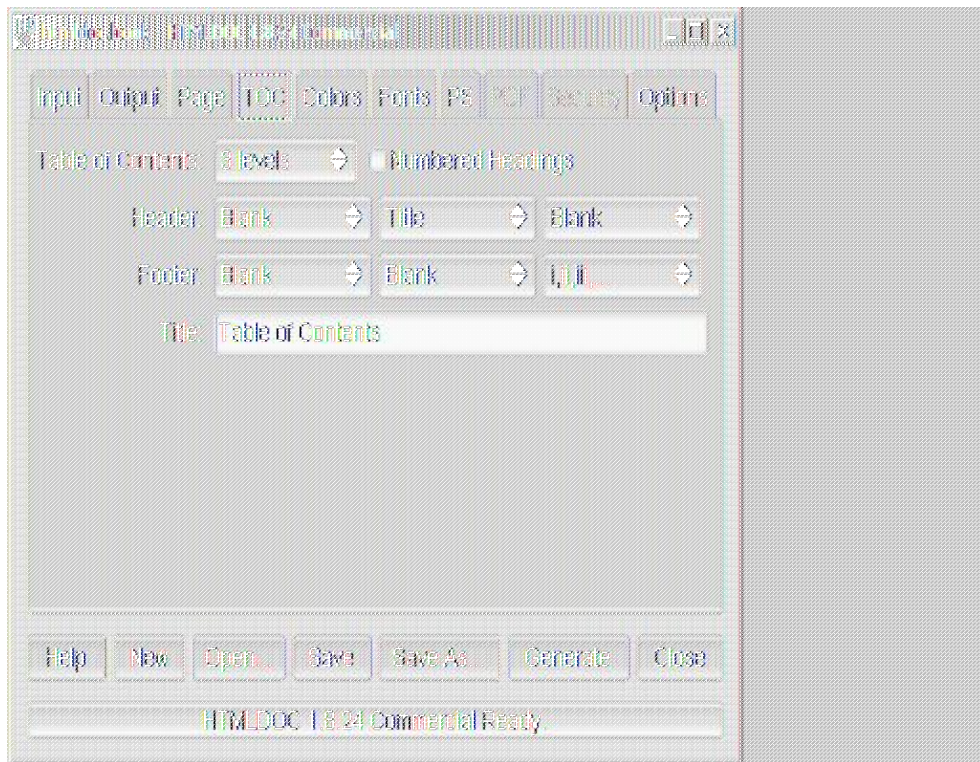 HTMLDOC 1.8.24 Commercial
Input Output Page TOC Colors Fonts PS PDF Security Options
Table of Contents: 3 levels Numbered Headings
Header: Blank Title Blank
Footer: Blank Blank i,ii,iii,...
Title: Table of Contents
Help New Open... Save Save As... Generate Close
HTMLDOC 1.8.24 Commercial Ready.